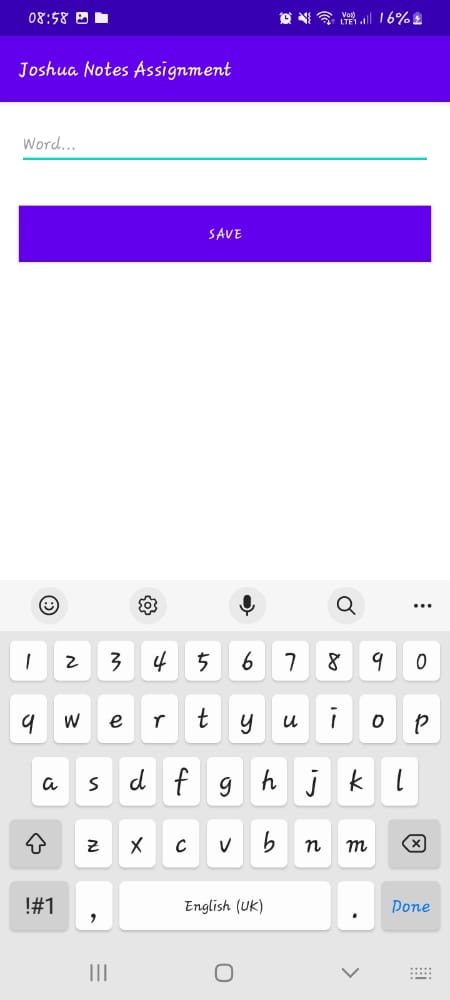 08:58 Vo) LTE1 16%
Joshua Notes Assignment
Word...
SAVE
1 2 3 4 5 6 7 8 9 0
q w e r t y u i o p
a s d f g h j k l
z x c v b n m
!#1 , English (UK) . Done